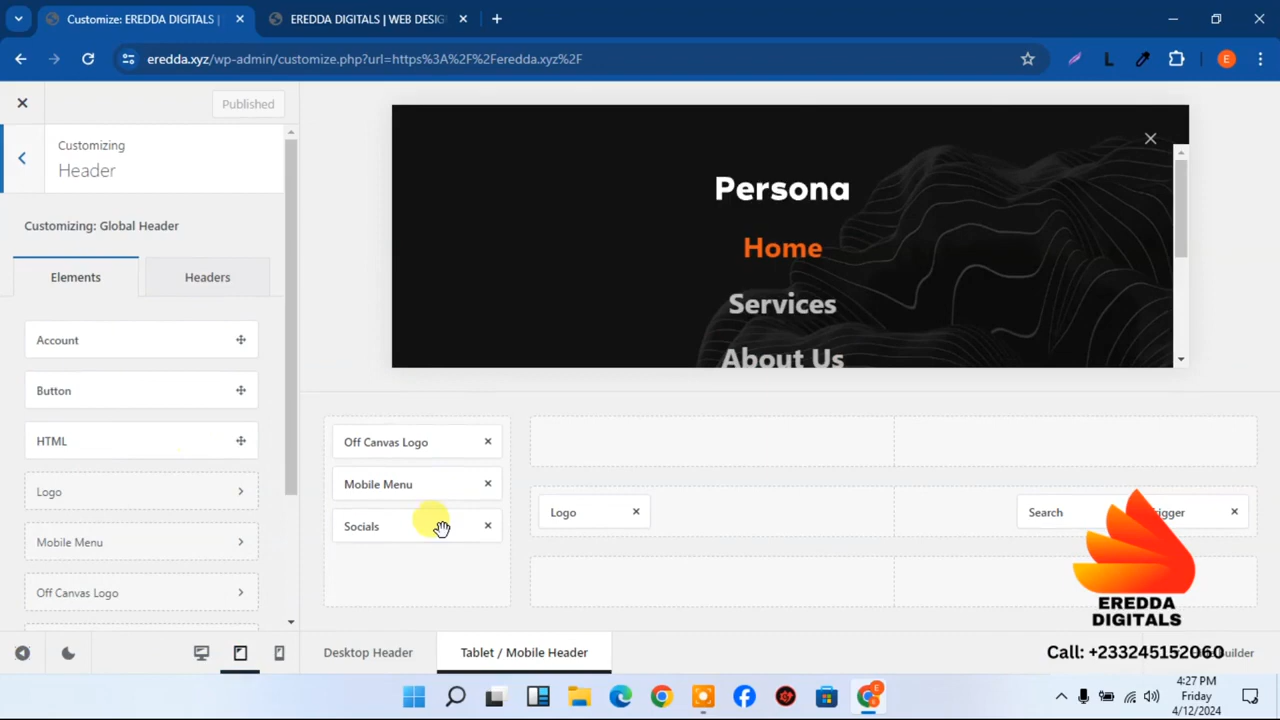 Customize: EREDDA DIGITALS |
EREDDA DIGITALS | WEB DESIG
eredda.xyz/wp-admin/customize.php?url=https%3A%2F%2Feredda.xyz%2F
L
E
Published
Customizing
Header
Customizing: Global Header
Elements
Headers
Account
Button
HTML
Logo
Mobile Menu
Off Canvas Logo
Persona
Home
Services
About Us
Off Canvas Logo
Mobile Menu
Socials
Logo
Search
EREDDA
DIGITALS
Call: +233245152060
Desktop Header
Tablet / Mobile Header
E
4:27 PM
Friday
4/12/2024